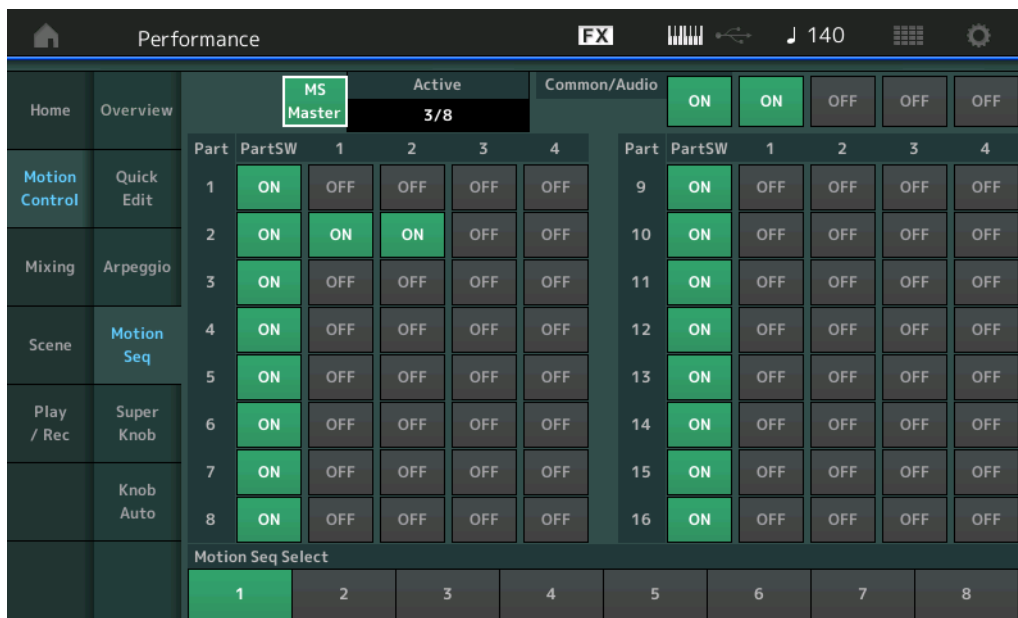 Performance FX 140
MS Master Active 3/8 Common/Audio ON ON OFF OFF OFF
Home Overview
Part PartSW 1 2 3 4 Part PartSW 1 2 3 4
Motion Control Quick Edit
1 ON OFF OFF OFF OFF 9 ON OFF OFF OFF OFF
2 ON ON ON OFF OFF 10 ON OFF OFF OFF OFF
Mixing Arpeggio
3 ON OFF OFF OFF OFF 11 ON OFF OFF OFF OFF
Scene Motion Seq
4 ON OFF OFF OFF OFF 12 ON OFF OFF OFF OFF
5 ON OFF OFF OFF OFF 13 ON OFF OFF OFF OFF
Play / Rec Super Knob
6 ON OFF OFF OFF OFF 14 ON OFF OFF OFF OFF
7 ON OFF OFF OFF OFF 15 ON OFF OFF OFF OFF
Knob Auto
8 ON OFF OFF OFF OFF 16 ON OFF OFF OFF OFF
Motion Seq Select
1 2 3 4 5 6 7 8